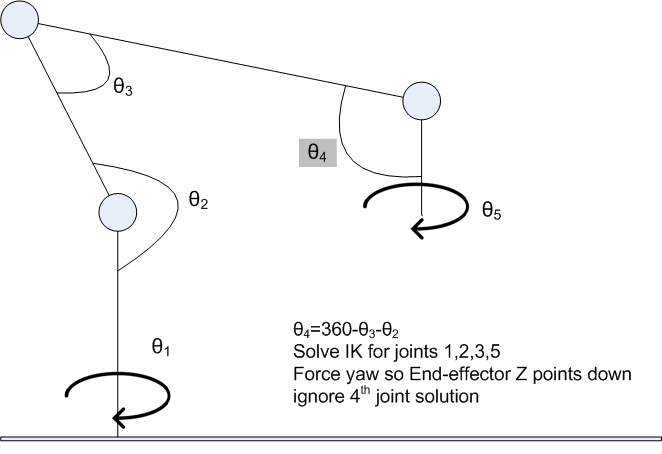 θ₃
θ₄
θ₂
θ₅
θ₁
θ₄=360-θ₃-θ₂
Solve IK for joints 1,2,3,5
Force yaw so End-effector Z points down
ignore 4ᵗʰ joint solution